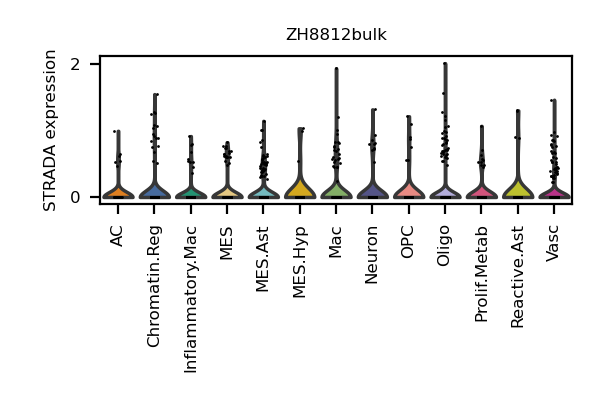 ZH8812bulk
STRADA expression
2
0
AC
Chromatin.Reg
Inflammatory.Mac
MES
MES.Ast
MES.Hyp
Mac
Neuron
OPC
Oligo
Prolif.Metab
Reactive.Ast
Vasc